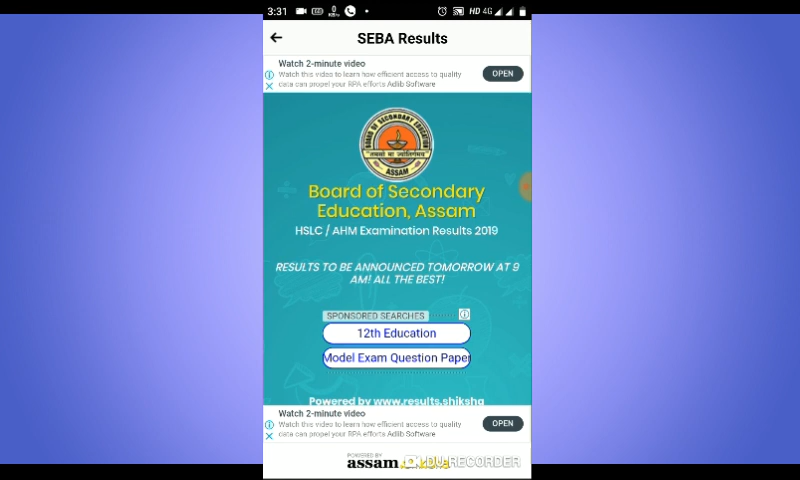 3:31 HD 4G
SEBA Results
Watch 2-minute video
Watch this video to learn how efficient access to quality
data can propel your RPA efforts Adlib Software
OPEN
BOARD OF SECONDARY EDUCATION
ASSAM
Board of Secondary
Education, Assam
HSLC / AHM Examination Results 2019
RESULTS TO BE ANNOUNCED TOMORROW AT 9
AM! ALL THE BEST!
SPONSORED SEARCHES
12th Education
Model Exam Question Paper
Powered by www.results.shiksha
Watch 2-minute video
Watch this video to learn how efficient access to quality
data can propel your RPA efforts Adlib Software
OPEN
POWERED BY
assam
DU RECORDER